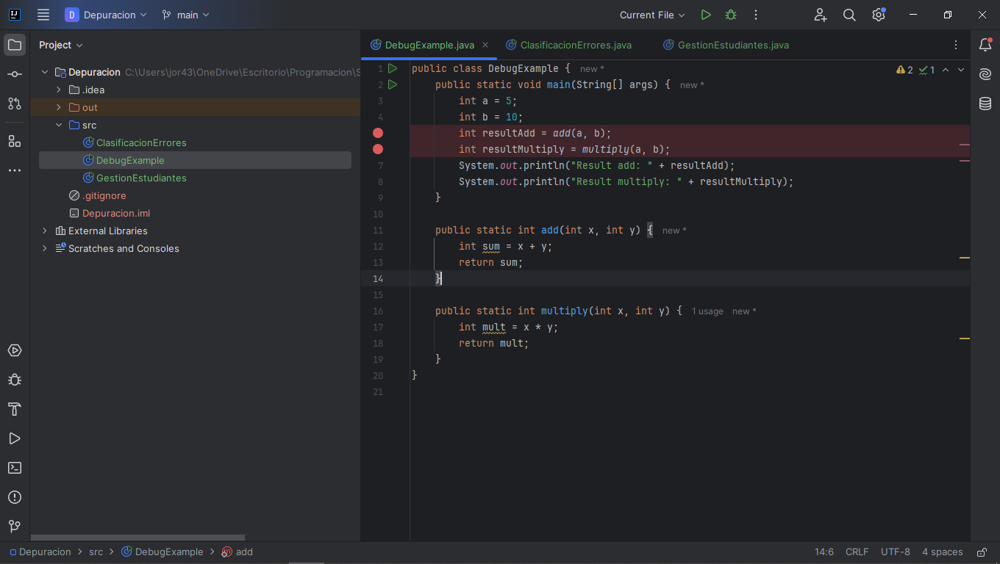 IJ
D Depuracion
main
Current File
Project
Depuracion C:\Users\jor43\OneDrive\Escritorio\Programacion\S
.idea
out
src
ClasificacionErrores
DebugExample
GestionEstudiantes
.gitignore
Depuracion.iml
External Libraries
Scratches and Consoles
DebugExample.java
ClasificacionErrores.java
GestionEstudiantes.java
2 1
1 public class DebugExample { new *
2 public static void main(String[] args) { new *
3 int a = 5;
4 int b = 10;
int resultAdd = add(a, b);
int resultMultiply = multiply(a, b);
7 System.out.println("Result add: " + resultAdd);
8 System.out.println("Result multiply: " + resultMultiply);
9 }
10
11 public static int add(int x, int y) { new *
12 int sum = x + y;
13 return sum;
14 }
15
16 public static int multiply(int x, int y) { 1 usage new *
17 int mult = x * y;
18 return mult;
19 }
20 }
21
Depuracion > src > DebugExample > m add
14:6 CRLF UTF-8 4 spaces